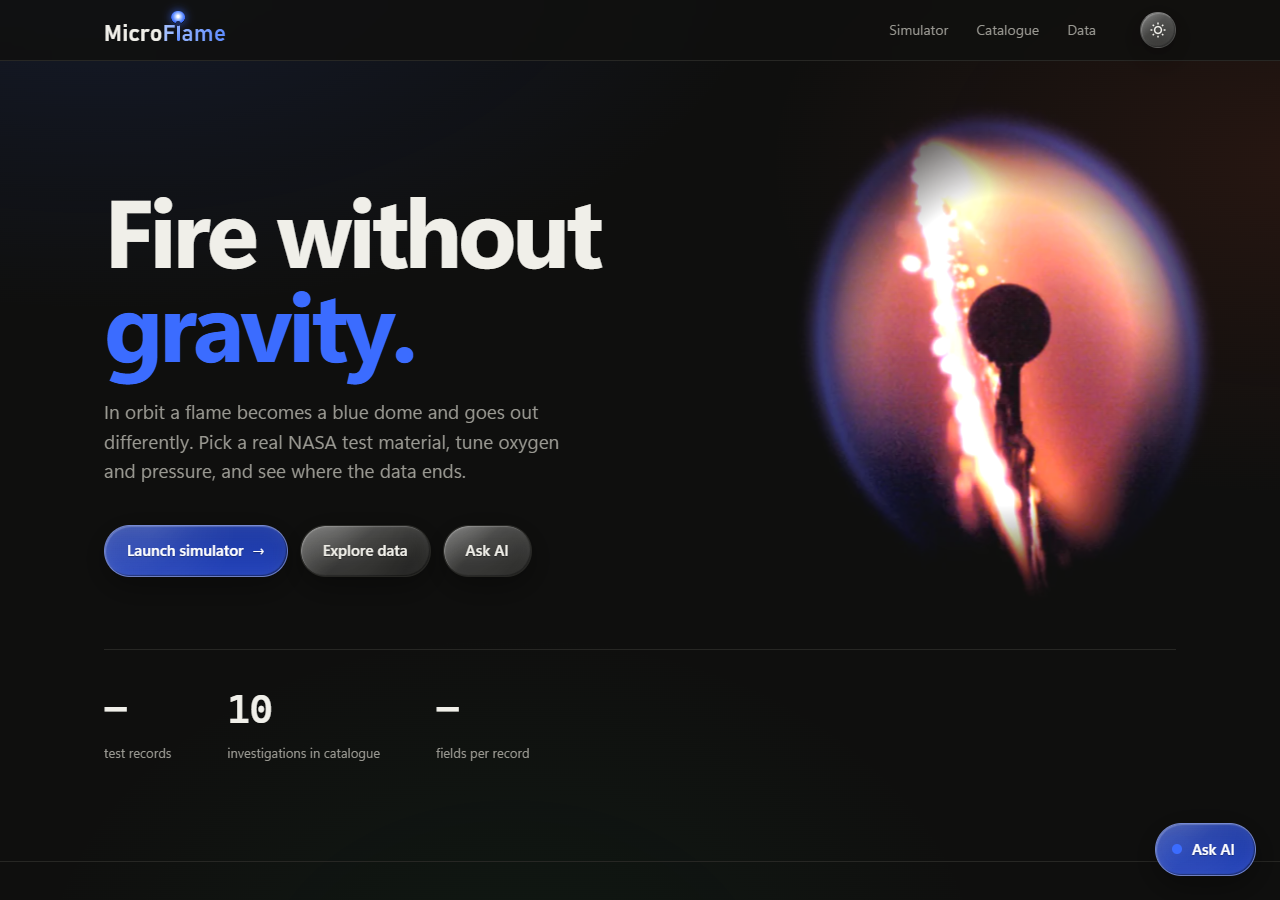 MicroFlame
Simulator
Catalogue
Data
Fire without
gravity.
In orbit a flame becomes a blue dome and goes out
differently. Pick a real NASA test material, tune oxygen
and pressure, and see where the data ends.
Launch simulator →
Explore data
Ask AI
–
10
–
test records
investigations in catalogue
fields per record
Ask AI